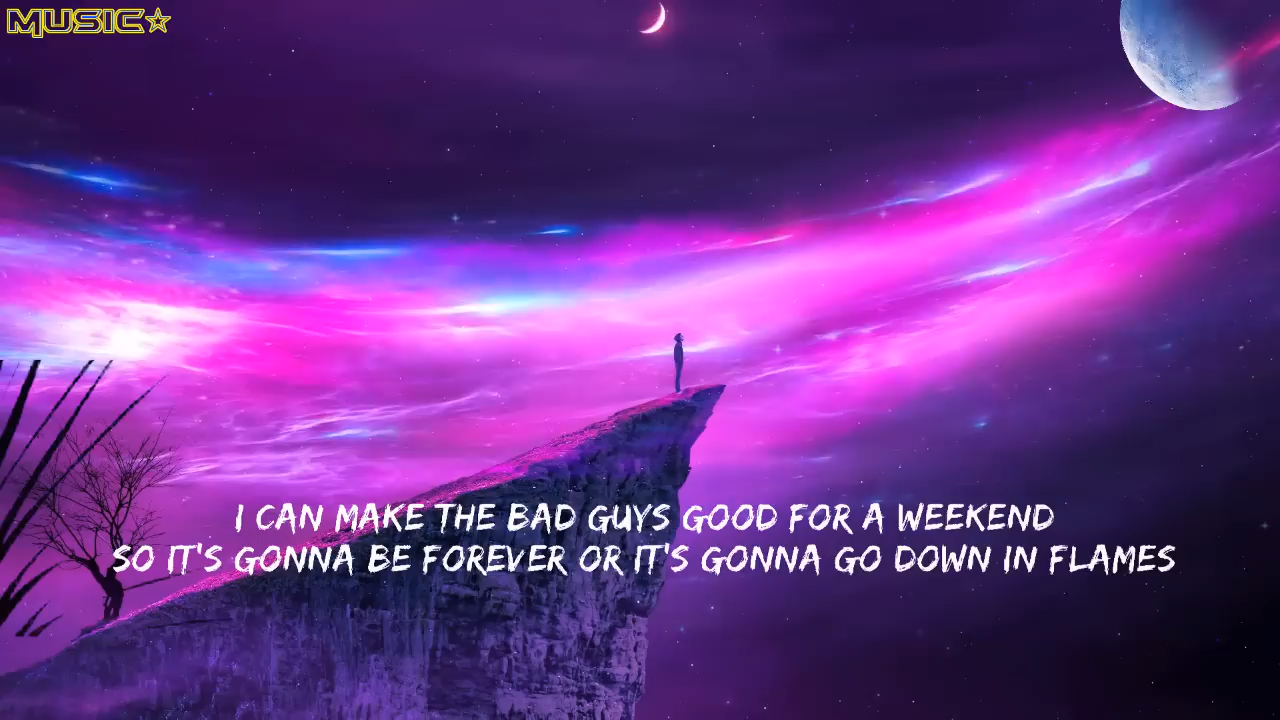 MUSIC☆
I CAN MAKE THE BAD GUYS GOOD FOR A WEEKEND
SO IT'S GONNA BE FOREVER OR IT'S GONNA GO DOWN IN FLAMES